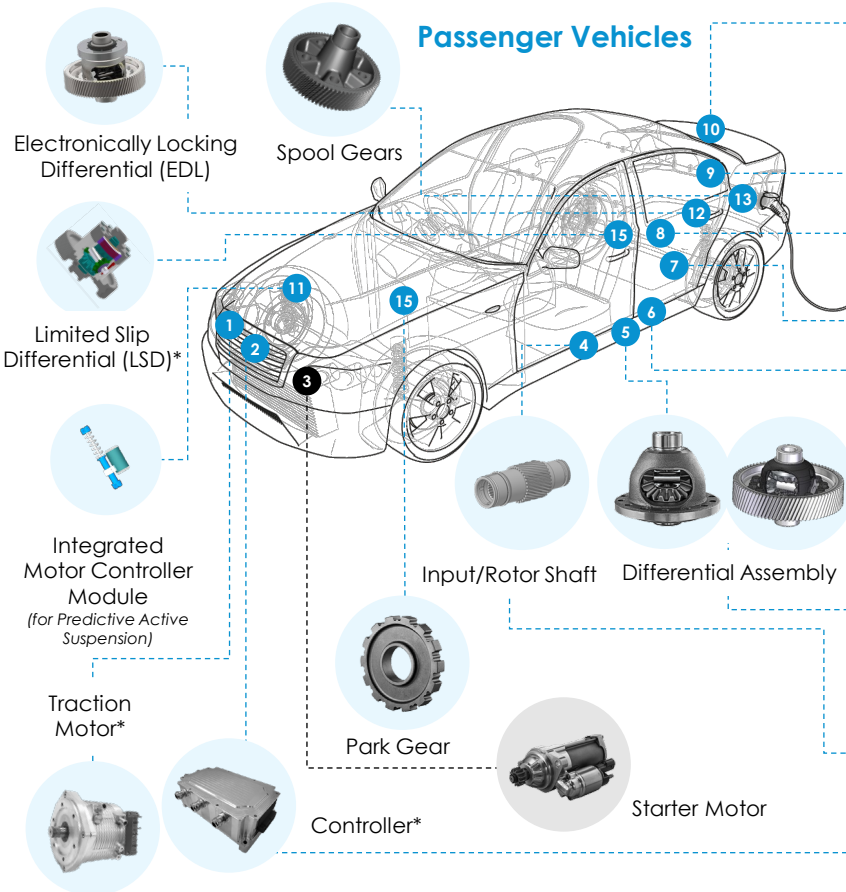 Passenger Vehicles
Electronically Locking
Differential (EDL)
Spool Gears
10
9
13
12
15
8
7
11
15
6
1
2
5
4
3
Limited Slip
Differential (LSD)*
Integrated
Motor Controller
Module
(for Predictive Active
Suspension)
Input/Rotor Shaft
Differential Assembly
Traction
Motor*
Park Gear
Starter Motor
Controller*